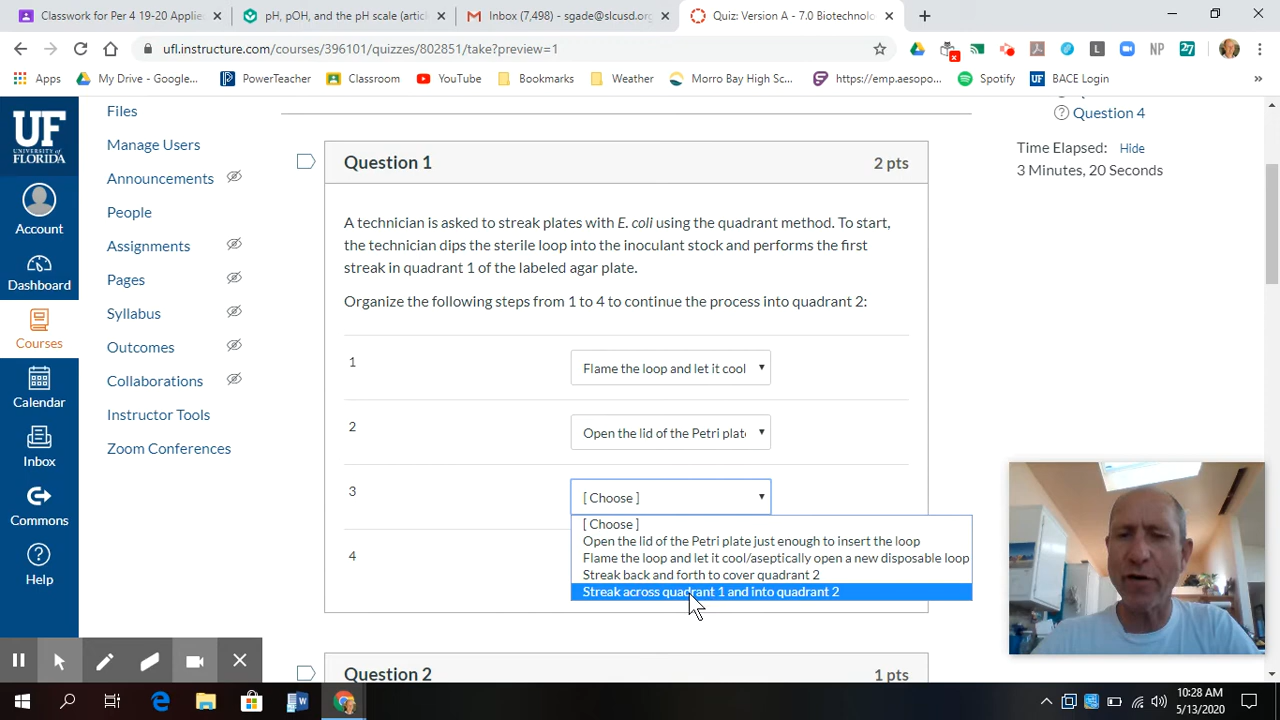 Classwork for Per 4 19-20 Applie
pH, pOH, and the pH scale (artic
Inbox (7,498) - sgade@slcusd.org
Quiz: Version A - 7.0 Biotechnolo
ufl.instructure.com/courses/396101/quizzes/802851/take?preview=1
L
NP
27
Apps
My Drive - Google...
PowerTeacher
Classroom
YouTube
Bookmarks
Weather
Morro Bay High Sc...
https://emp.aesopo...
Spotify
UF
BACE Login
»
UF
UNIVERSITY of
FLORIDA
Account
Dashboard
Courses
Calendar
Inbox
Commons
Help
Files
Manage Users
Announcements
People
Assignments
Pages
Syllabus
Outcomes
Collaborations
Instructor Tools
Zoom Conferences
Question 1
2 pts
A technician is asked to streak plates with E. coli using the quadrant method. To start,
the technician dips the sterile loop into the inoculant stock and performs the first
streak in quadrant 1 of the labeled agar plate.
Organize the following steps from 1 to 4 to continue the process into quadrant 2:
1
Flame the loop and let it cool
2
Open the lid of the Petri plate
3
[ Choose ]
[ Choose ]
Open the lid of the Petri plate just enough to insert the loop
Flame the loop and let it cool/aseptically open a new disposable loop
Streak back and forth to cover quadrant 2
Streak across quadrant 1 and into quadrant 2
4
Question 2
1 pts
Question 4
Time Elapsed: Hide
3 Minutes, 20 Seconds
10:28 AM
5/13/2020